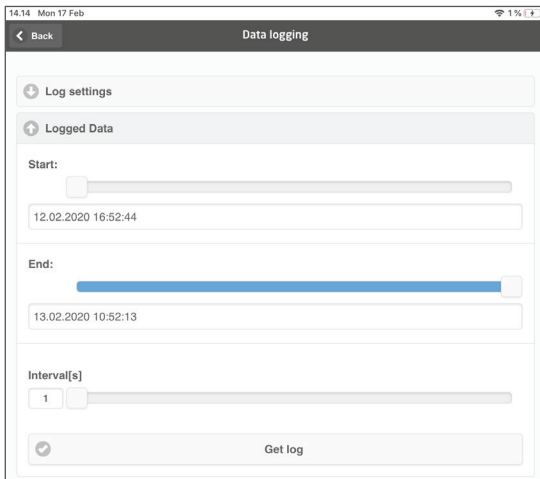 14.14 Mon 17 Feb 1%
Back Data logging
Log settings
Logged Data
Start:
12.02.2020 16:52:44
End:
13.02.2020 10:52:13
Interval[s]
1
Get log